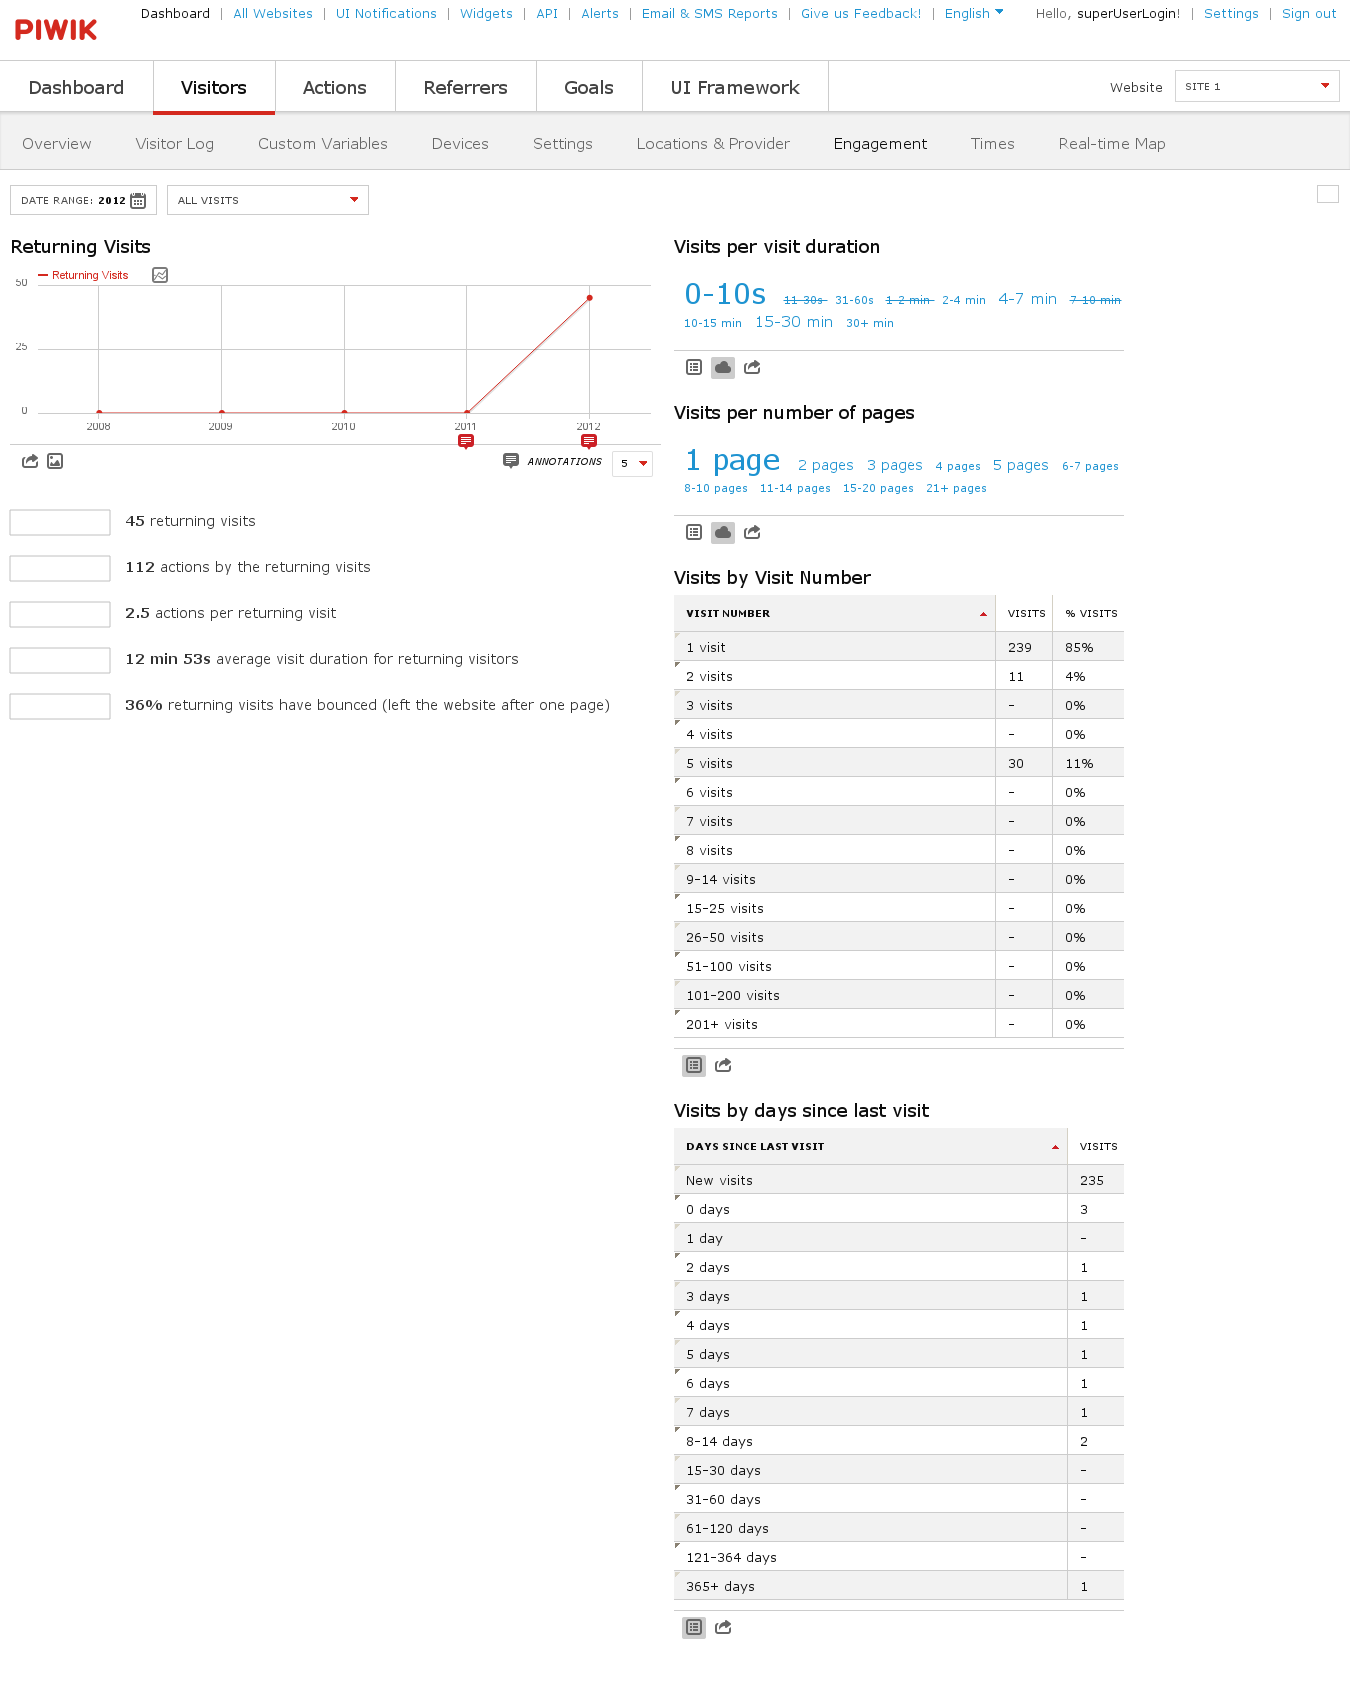 PIWIK
Dashboard | All Websites | UI Notifications | Widgets | API | Alerts | Email & SMS Reports | Give us Feedback! | English
Hello, superUserLogin! | Settings | Sign out
Dashboard Visitors Actions Referrers Goals UI Framework
Website SITE 1
Overview Visitor Log Custom Variables Devices Settings Locations & Provider Engagement Times Real-time Map
DATE RANGE: 2012
ALL VISITS
Returning Visits
Returning Visits
50
25
0
2008 2009 2010 2011 2012
ANNOTATIONS 5
45 returning visits
112 actions by the returning visits
2.5 actions per returning visit
12 min 53s average visit duration for returning visitors
36% returning visits have bounced (left the website after one page)
Visits per visit duration
0-10s 11-30s 31-60s 1-2 min 2-4 min 4-7 min 7-10 min
10-15 min 15-30 min 30+ min
Visits per number of pages
1 page 2 pages 3 pages 4 pages 5 pages 6-7 pages
8-10 pages 11-14 pages 15-20 pages 21+ pages
Visits by Visit Number
VISIT NUMBER VISITS % VISITS
1 visit 239 85%
2 visits 11 4%
3 visits - 0%
4 visits - 0%
5 visits 30 11%
6 visits - 0%
7 visits - 0%
8 visits - 0%
9-14 visits - 0%
15-25 visits - 0%
26-50 visits - 0%
51-100 visits - 0%
101-200 visits - 0%
201+ visits - 0%
Visits by days since last visit
DAYS SINCE LAST VISIT VISITS
New visits 235
0 days 3
1 day -
2 days 1
3 days 1
4 days 1
5 days 1
6 days 1
7 days 1
8-14 days 2
15-30 days -
31-60 days -
61-120 days -
121-364 days -
365+ days 1